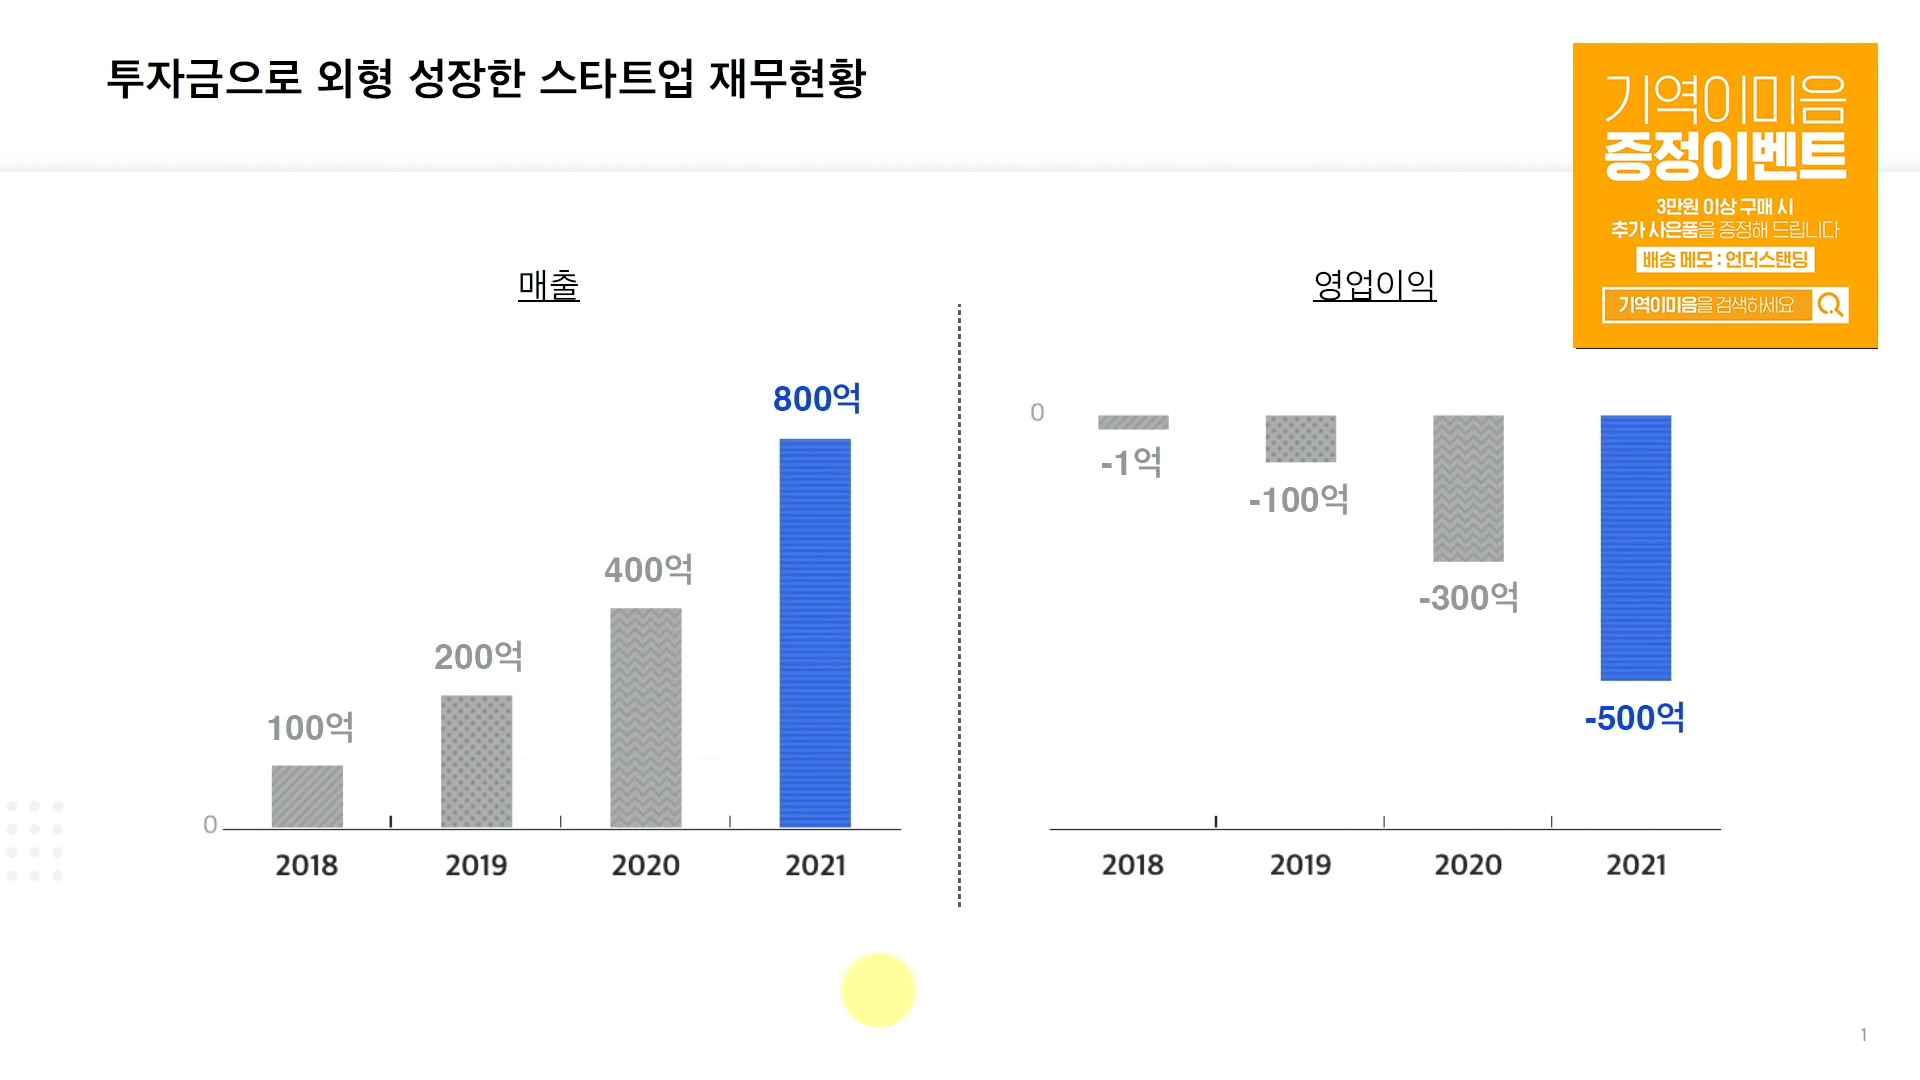 투자금으로 외형 성장한 스타트업 재무현황
기역이미음
증정이벤트
3만원 이상 구매 시
추가 사은품을 증정해 드립니다
배송 메모 : 언더스탠딩
기역이미음을 검색하세요
매출
800억
400억
200억
100억
0
2018 2019 2020 2021
영업이익
0
-1억
-100억
-300억
-500억
2018 2019 2020 2021
1